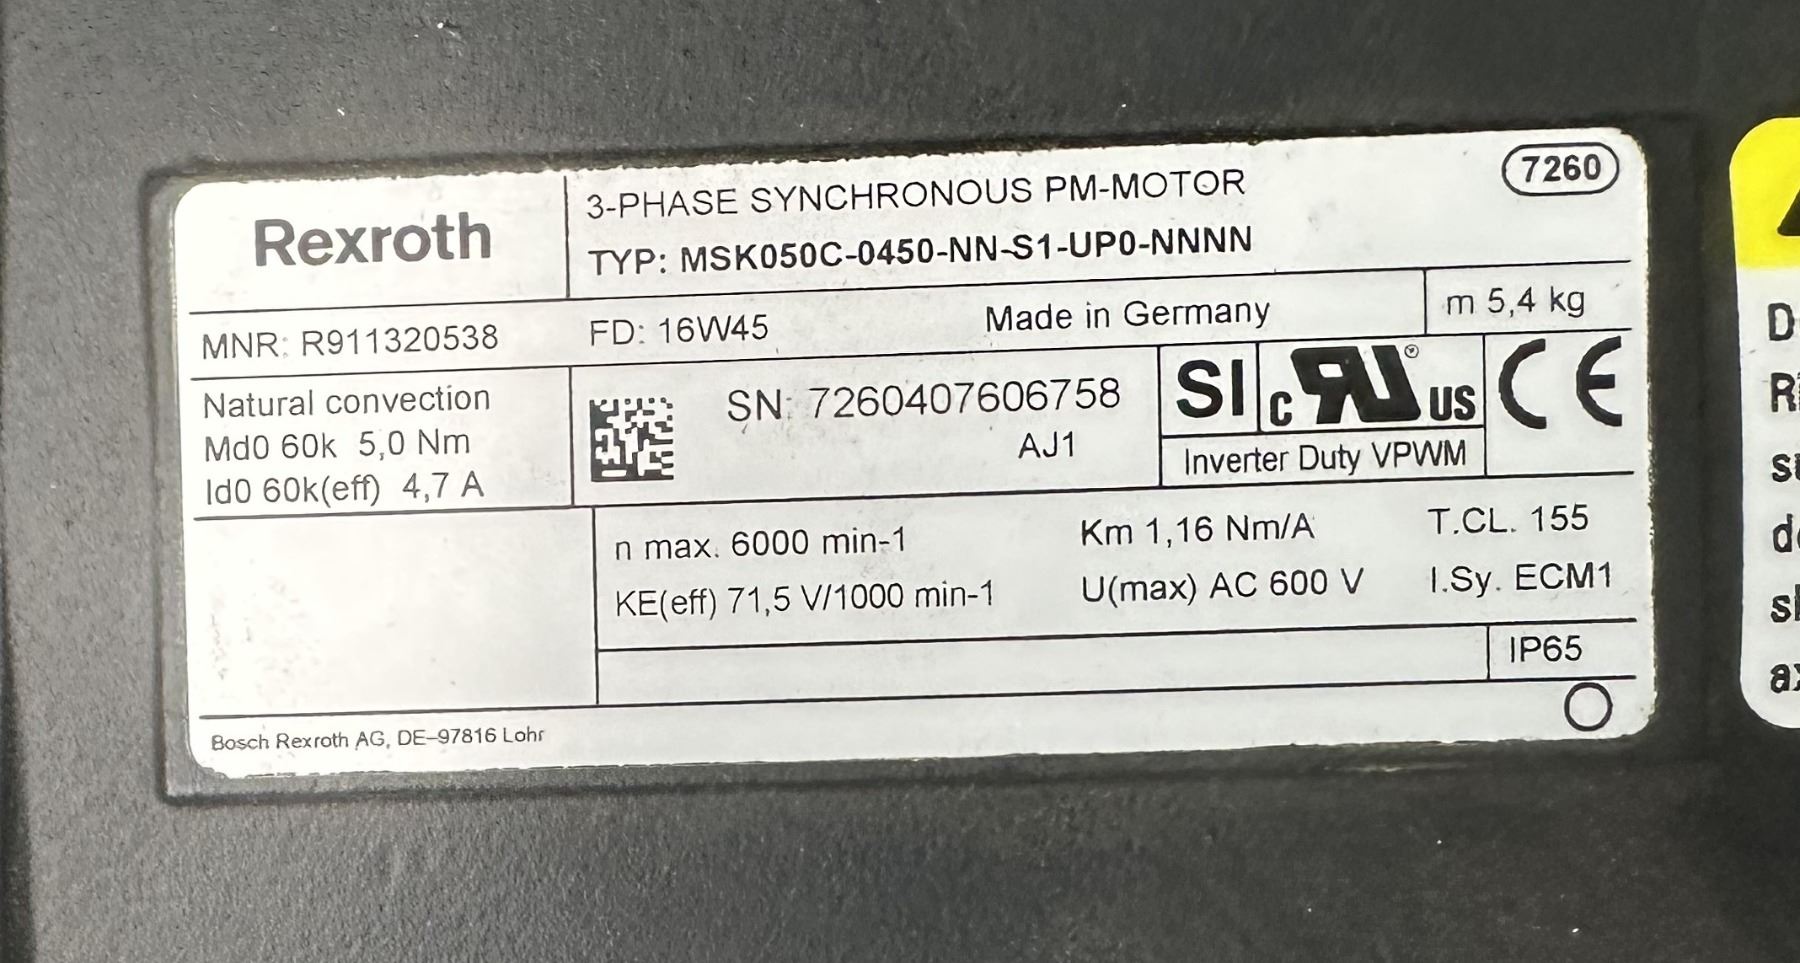 Rexroth
3-PHASE SYNCHRONOUS PM-MOTOR
7260
TYP: MSK050C-0450-NN-S1-UP0-NNNN
MNR: R911320538
FD: 16W45
Made in Germany
m 5,4 kg
Natural convection
Md0 60k 5,0 Nm
Id0 60k(eff) 4,7 A
SN: 7260407606758
AJ1
SI
c RU US
®
Inverter Duty VPWM
CE
n max. 6000 min-1
Km 1,16 Nm/A
T.CL. 155
KE(eff) 71,5 V/1000 min-1
U(max) AC 600 V
I.Sy. ECM1
IP65
Bosch Rexroth AG, DE-97816 Lohr